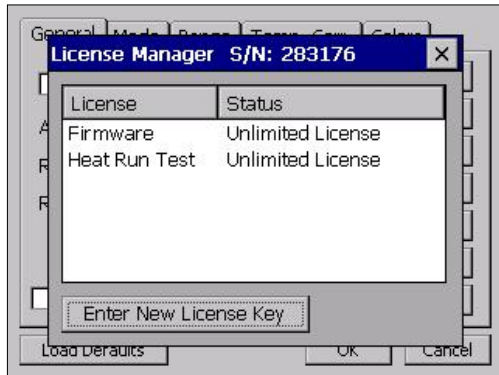 General
License Manager S/N: 283176
License Status
Firmware Unlimited License
Heat Run Test Unlimited License
Enter New License Key
Load Defaults OK Cancel